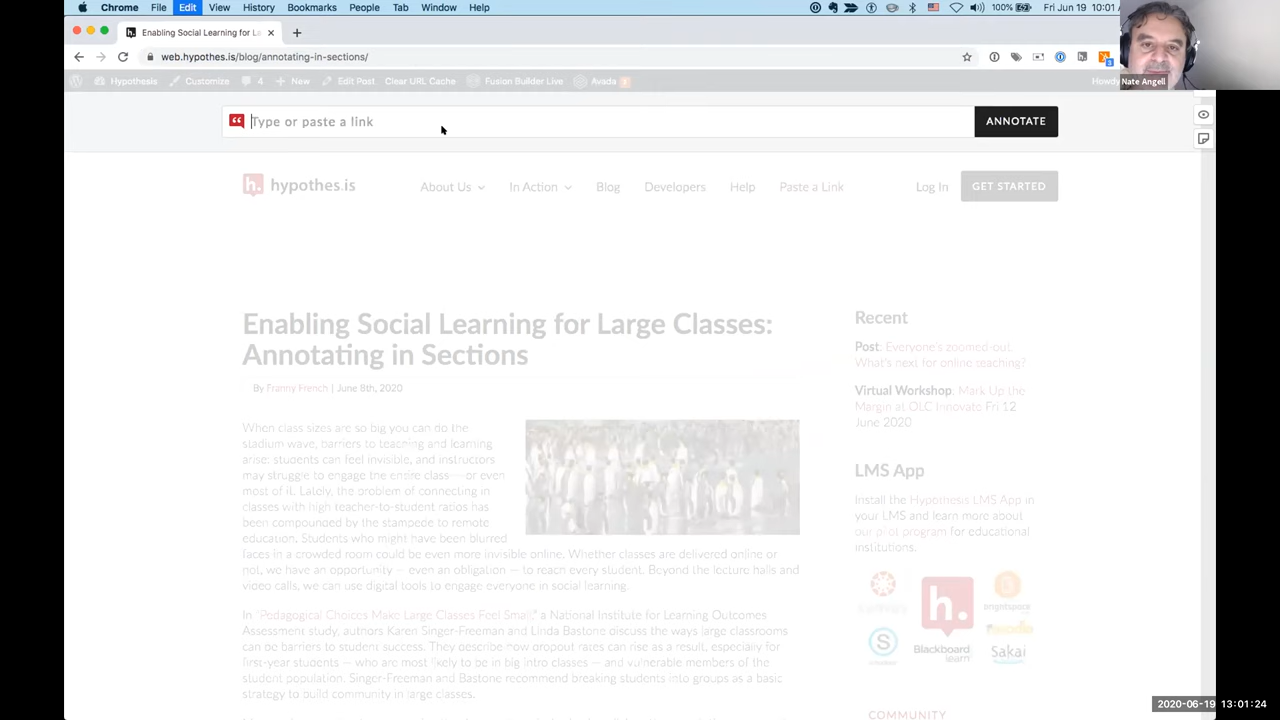 Chrome File Edit View History Bookmarks People Tab Window Help 100% Fri Jun 19 10:01
Enabling Social Learning for La
web.hypothes.is/blog/annotating-in-sections/
Hypothesis Customize 4 New Edit Post Clear URL Cache Fusion Builder Live Avada Howdy
Nate Angell
Type or paste a link ANNOTATE
h. hypothes.is About Us In Action Blog Developers Help Paste a Link Log In GET STARTED
Enabling Social Learning for Large Classes:
Annotating in Sections
By Franny French | June 8th, 2020
When class sizes are so big you can do the
stadium wave, barriers to teaching and learning
arise: students can feel invisible, and instructors
may struggle to engage the entire class — or even
most of it. Lately, the problem of connecting in
classes with high teacher-to-student ratios has
been compounded by the stampede to remote
education. Students who might have been blurred
faces in a crowded room could be even more invisible online. Whether classes are delivered online or
not, we have an opportunity — even an obligation — to reach every student. Beyond the lecture halls and
video calls, we can use digital tools to engage everyone in social learning.
In "Pedagogical Choices Make Large Classes Feel Small," a National Institute for Learning Outcomes
Assessment study, authors Karen Singer-Freeman and Linda Bastone discuss the ways large classrooms
can be barriers to student success. They describe how dropout rates can rise as a result, especially for
first-year students — who are most likely to be in big intro classes — and vulnerable members of the
student population. Singer-Freeman and Bastone recommend breaking students into groups as a basic
strategy to build community in large classes.
Recent
Post: Everyone's zoomed out.
What's next for online teaching?
Virtual Workshop: Mark Up the
Margin at OLC Innovate Fri 12
June 2020
LMS App
Install the Hypothesis LMS App in
your LMS and learn more about
our pilot program for educational
institutions.
canvas h. brightspace
moodle
Blackboard
learn
Sakai
COMMUNITY
2020-06-19 13:01:24